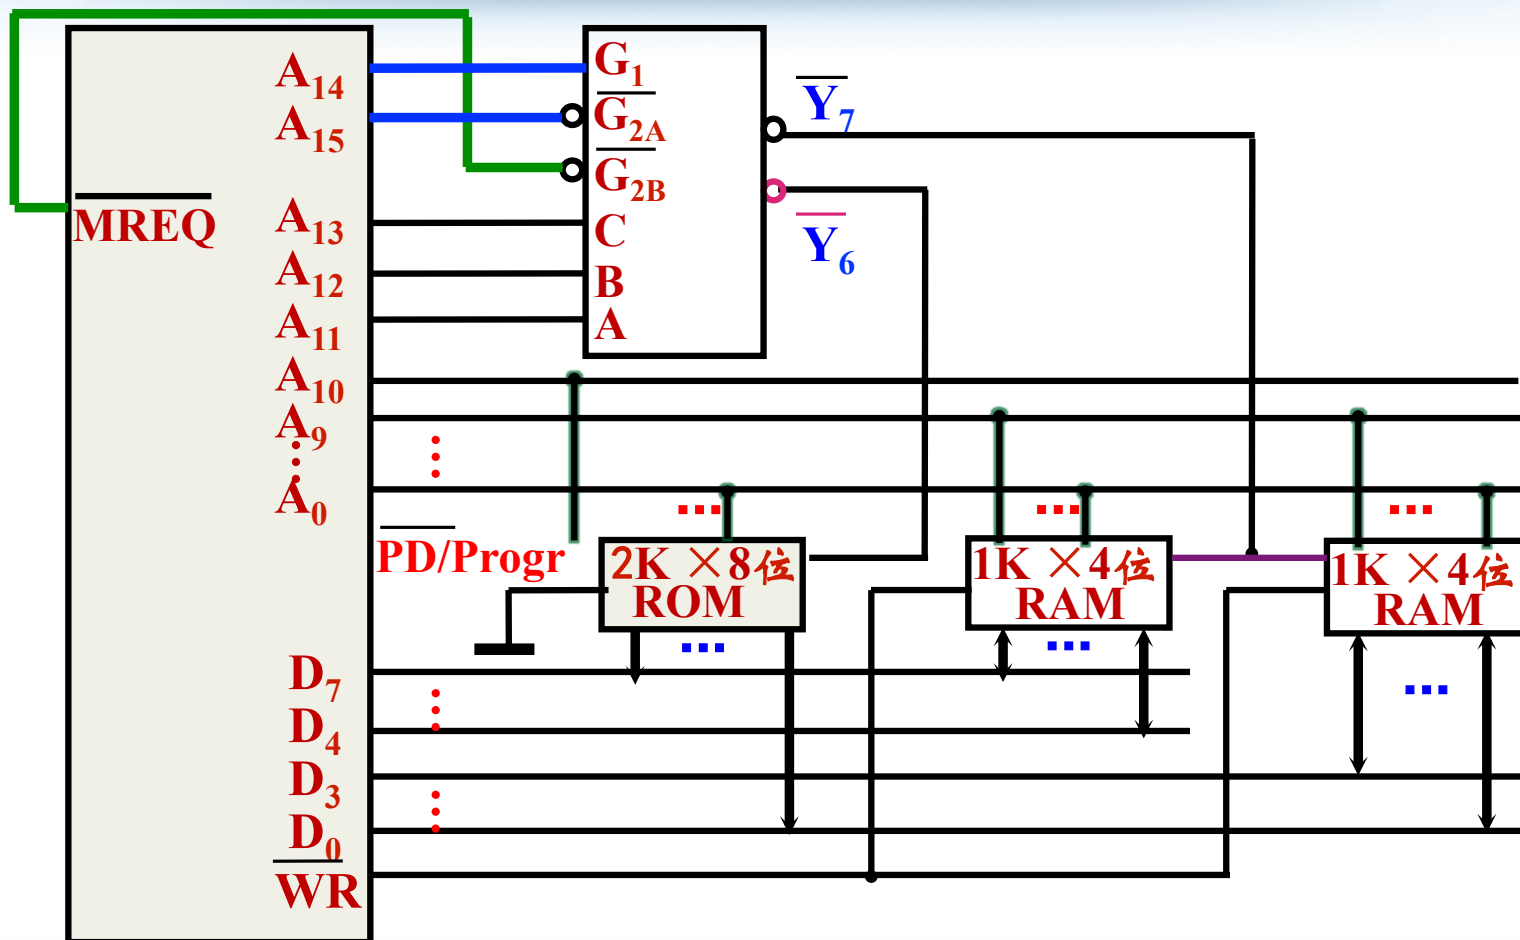 A14
A15
MREQ
A13
A12
A11
A10
A9
A0
G1
G2A
G2B
C
B
A
Y7
Y6
PD/Progr
2K ×8位
ROM
1K ×4位
RAM
1K ×4位
RAM
D7
D4
D3
D0
WR